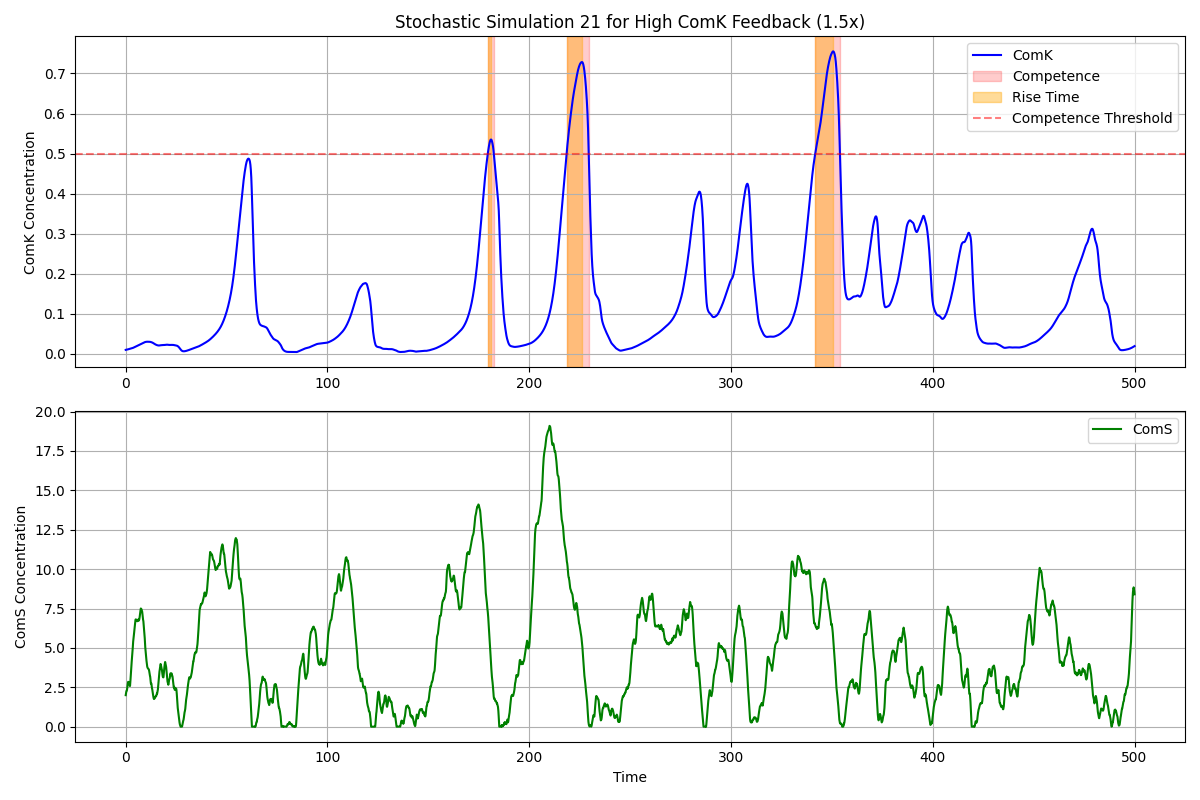 Stochastic Simulation 21 for High ComK Feedback (1.5x)
ComK Concentration
0.7
0.6
0.5
0.4
0.3
0.2
0.1
0.0
ComK
Competence
Rise Time
Competence Threshold
0 100 200 300 400 500
ComS Concentration
20.0
17.5
15.0
12.5
10.0
7.5
5.0
2.5
0.0
ComS
0 100 200 300 400 500
Time